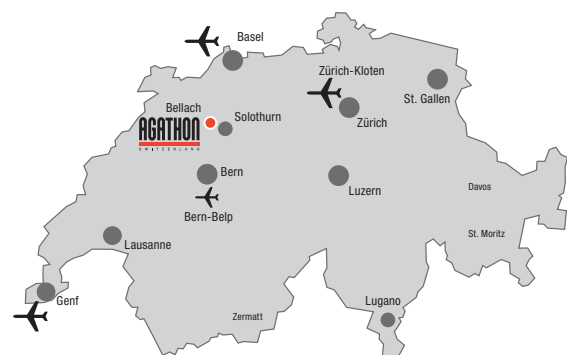 Basel
Zürich-Kloten
St. Gallen
Bellach
AGATHON
SWITZERLAND
Solothurn
Zürich
Bern
Luzern
Davos
Bern-Belp
St. Moritz
Lausanne
Genf
Lugano
Zermatt